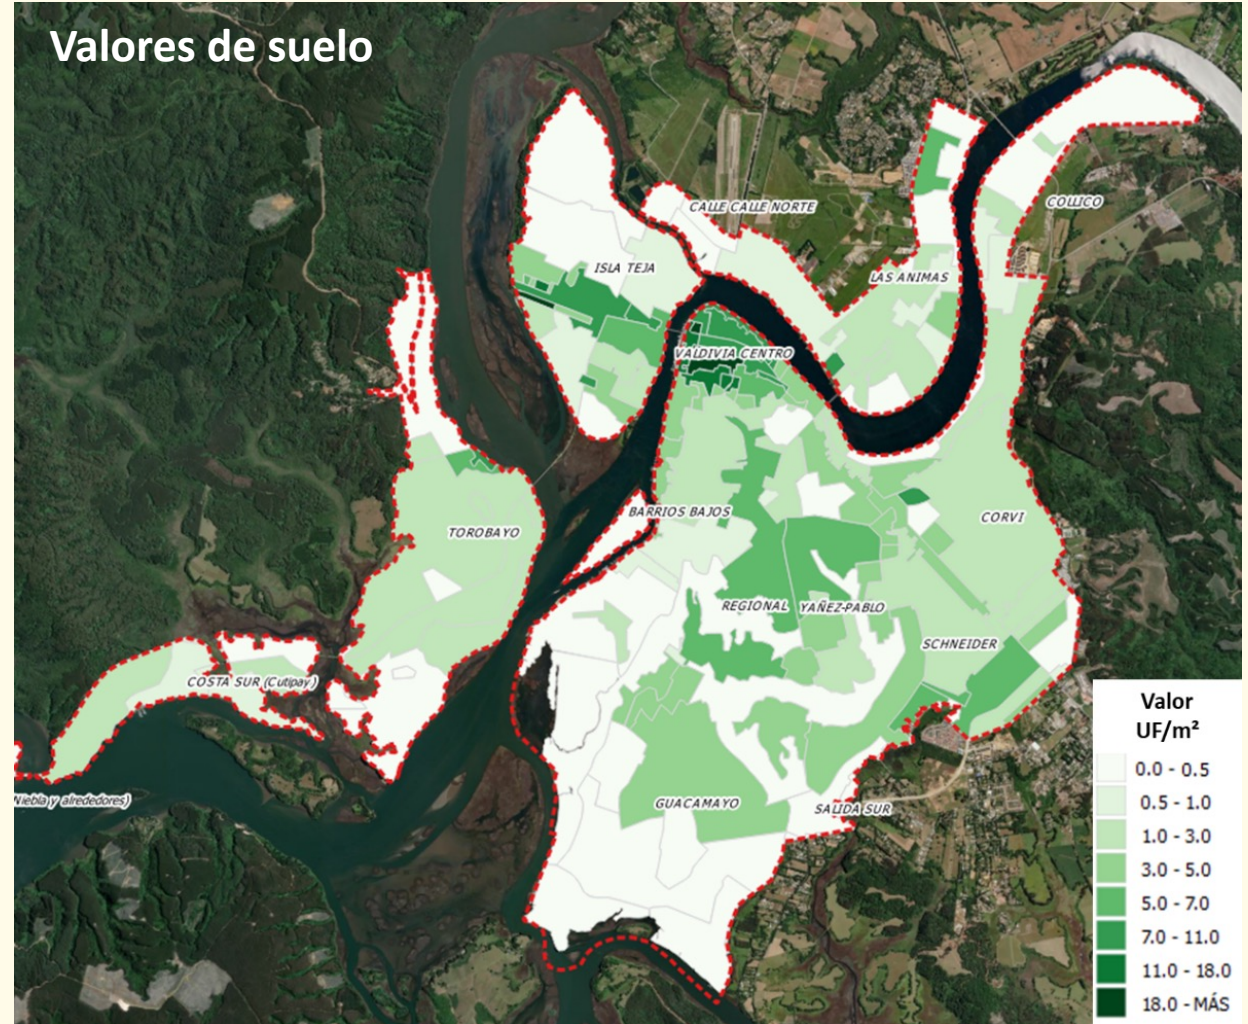 Valores de suelo
CALLE CALLE NORTE
COLLICO
ISLA TEJA
LAS ANIMAS
VALDIVIA CENTRO
BARRIOS BAJOS
CORVI
TOROBAYO
REGIONAL
YAÑEZ-PABLO
SCHNEIDER
COSTA SUR (Cutipay)
Niebla y alrededores)
GUACAMAYO
SALIDA SUR
Valor
UF/m²
0.0 - 0.5
0.5 - 1.0
1.0 - 3.0
3.0 - 5.0
5.0 - 7.0
7.0 - 11.0
11.0 - 18.0
18.0 - MÁS